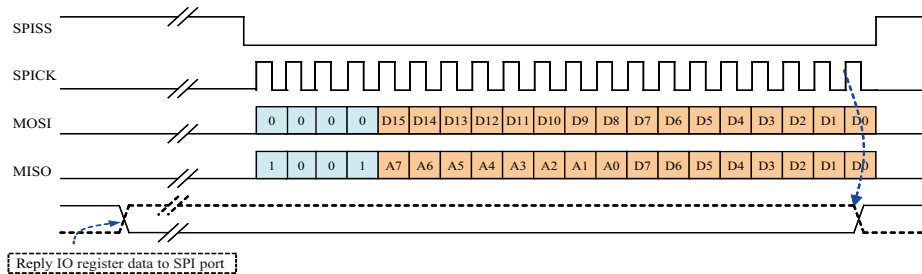 SPISS
SPICK
MOSI 0 0 0 0 D15 D14 D13 D12 D11 D10 D9 D8 D7 D6 D5 D4 D3 D2 D1 D0
MISO 1 0 0 1 A7 A6 A5 A4 A3 A2 A1 A0 D7 D6 D5 D4 D3 D2 D1 D0
Reply IO register data to SPI port